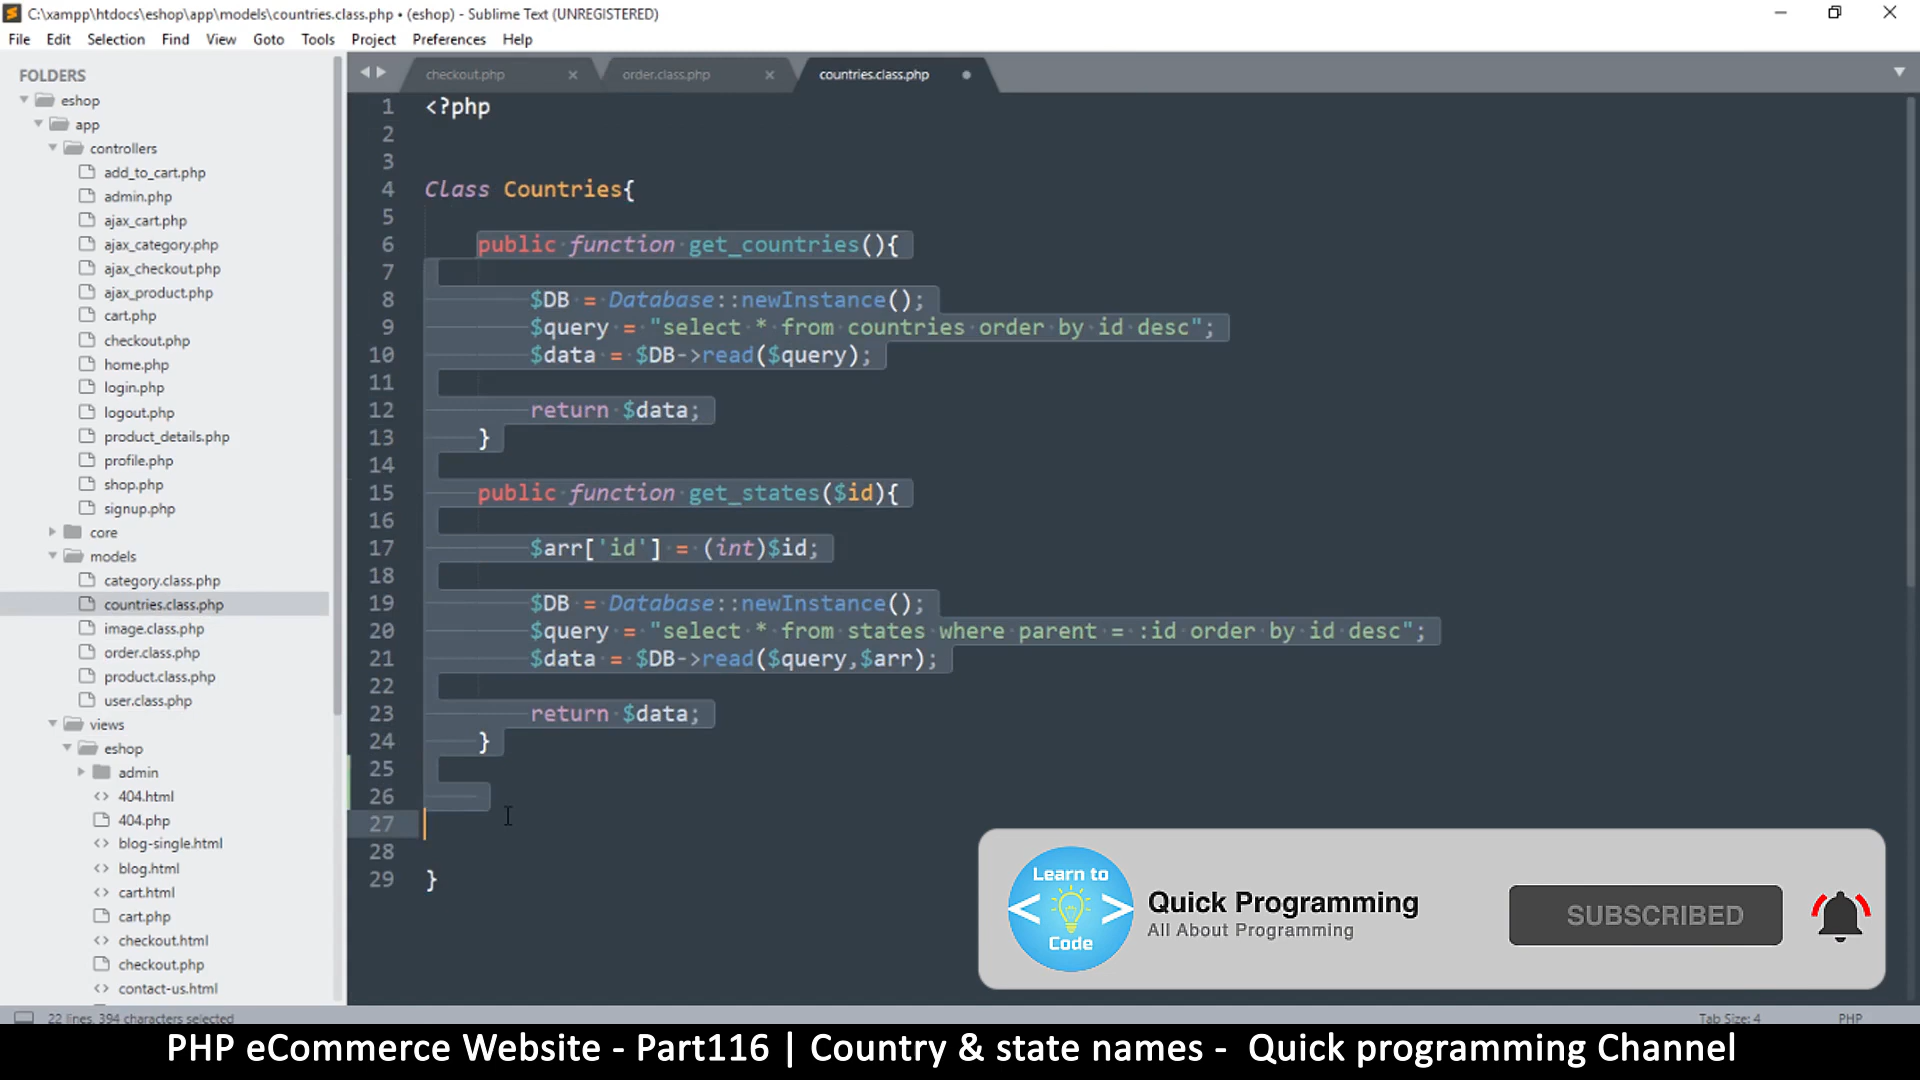 C:\xampp\htdocs\eshop\app\models\countries.class.php • (eshop) - Sublime Text (UNREGISTERED)
File Edit Selection Find View Goto Tools Project Preferences Help
FOLDERS
eshop
app
controllers
add_to_cart.php
admin.php
ajax_cart.php
ajax_category.php
ajax_checkout.php
ajax_product.php
cart.php
checkout.php
home.php
login.php
logout.php
product_details.php
profile.php
shop.php
signup.php
core
models
category.class.php
countries.class.php
image.class.php
order.class.php
product.class.php
user.class.php
views
eshop
admin
404.html
404.php
blog-single.html
blog.html
cart.html
cart.php
checkout.html
checkout.php
contact-us.html
checkout.php order.class.php countries.class.php
1 <?php
2
3
4 Class Countries{
5
6 public function get_countries(){
7
8 $DB = Database::newInstance();
9 $query = "select * from countries order by id desc";
10 $data = $DB->read($query);
11
12 return $data;
13 }
14
15 public function get_states($id){
16
17 $arr['id'] = (int)$id;
18
19 $DB = Database::newInstance();
20 $query = "select * from states where parent = :id order by id desc";
21 $data = $DB->read($query,$arr);
22
23 return $data;
24 }
25
26
27
28
29 }
Learn to
< >
Code
Quick Programming
All About Programming
SUBSCRIBED
22 lines, 394 characters selected
Tab Size: 4 PHP
PHP eCommerce Website - Part116 | Country & state names - Quick programming Channel